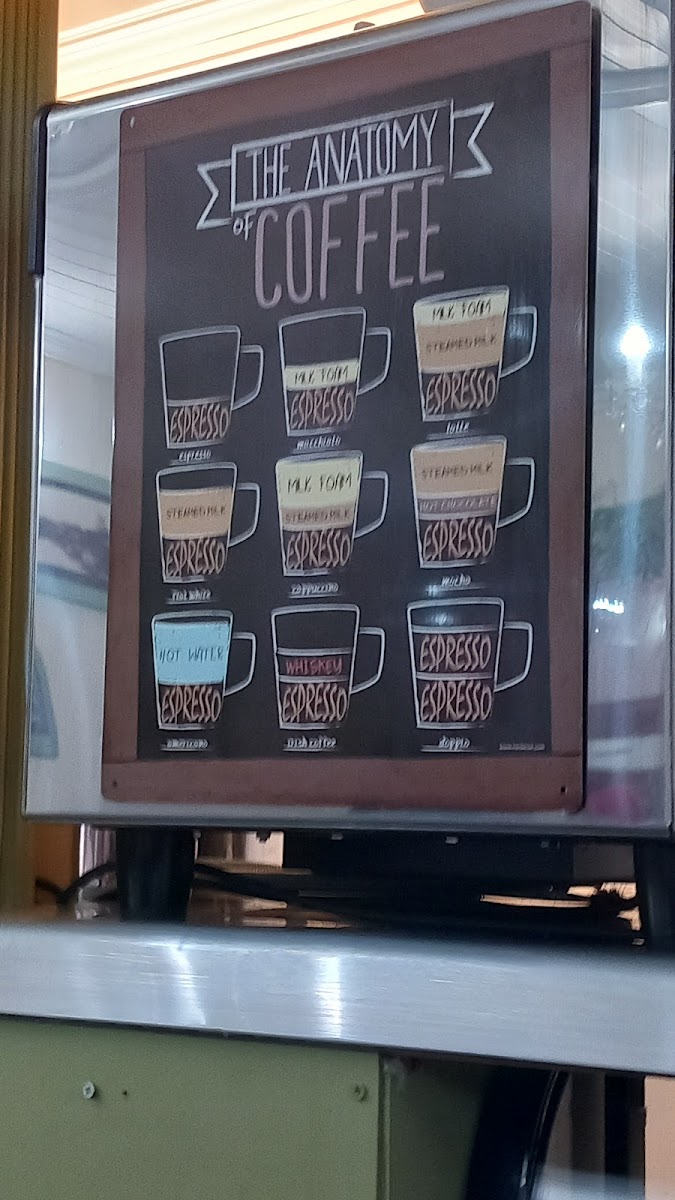 THE ANATOMY
OF
COFFEE
ESPRESSO
espresso
MILK FOAM
ESPRESSO
macchiato
MILK FOAM
STEAMED MILK
ESPRESSO
latte
STEAMED MILK
ESPRESSO
flat white
MILK FOAM
STEAMED MILK
ESPRESSO
cappuccino
STEAMED MILK
HOT CHOCOLATE
ESPRESSO
mocha
HOT WATER
ESPRESSO
americano
WHISKEY
ESPRESSO
irish coffee
ESPRESSO
ESPRESSO
doppio